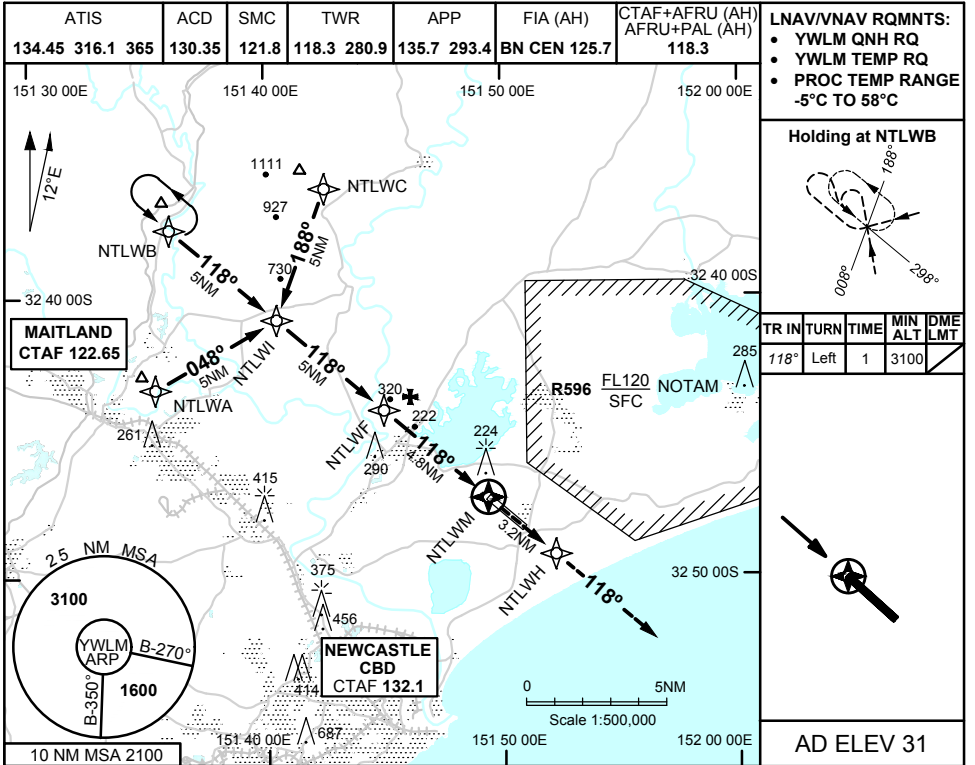 ATIS
134.45 316.1 365
ACD
130.35
SMC
121.8
TWR
118.3 280.9
APP
135.7 293.4
FIA (AH)
BN CEN 125.7
CTAF+AFRU (AH)
AFRU+PAL (AH)
118.3
LNAV/VNAV RQMNTS:
• YWLM QNH RQ
• YWLM TEMP RQ
• PROC TEMP RANGE
-5°C TO 58°C
151 30 00E
151 40 00E
151 50 00E
152 00 00E
12°E
1111
NTLWC
927
NTLWB
118°
5NM
188°
5NM
730
32 40 00S
32 40 00S
MAITLAND
CTAF 122.65
048°
5NM
NTLWI
NTLWA
118°
5NM
320
222
NTLWF
261
290
118°
4.8NM
224
R596
FL120
SFC
NOTAM
285
415
NTLWM
3.2NM
NTLWH
118°
32 50 00S
375
456
NEWCASTLE
CBD
CTAF 132.1
414
687
25 NM MSA
3100
YWLM
ARP
B-270°
B-350°
1600
10 NM MSA 2100
0
5NM
Scale 1:500,000
151 40 00E
151 50 00E
152 00 00E
Holding at NTLWB
188°
008°
298°
TR IN
TURN
TIME
MIN
ALT
DME
LMT
118°
Left
1
3100
AD ELEV 31